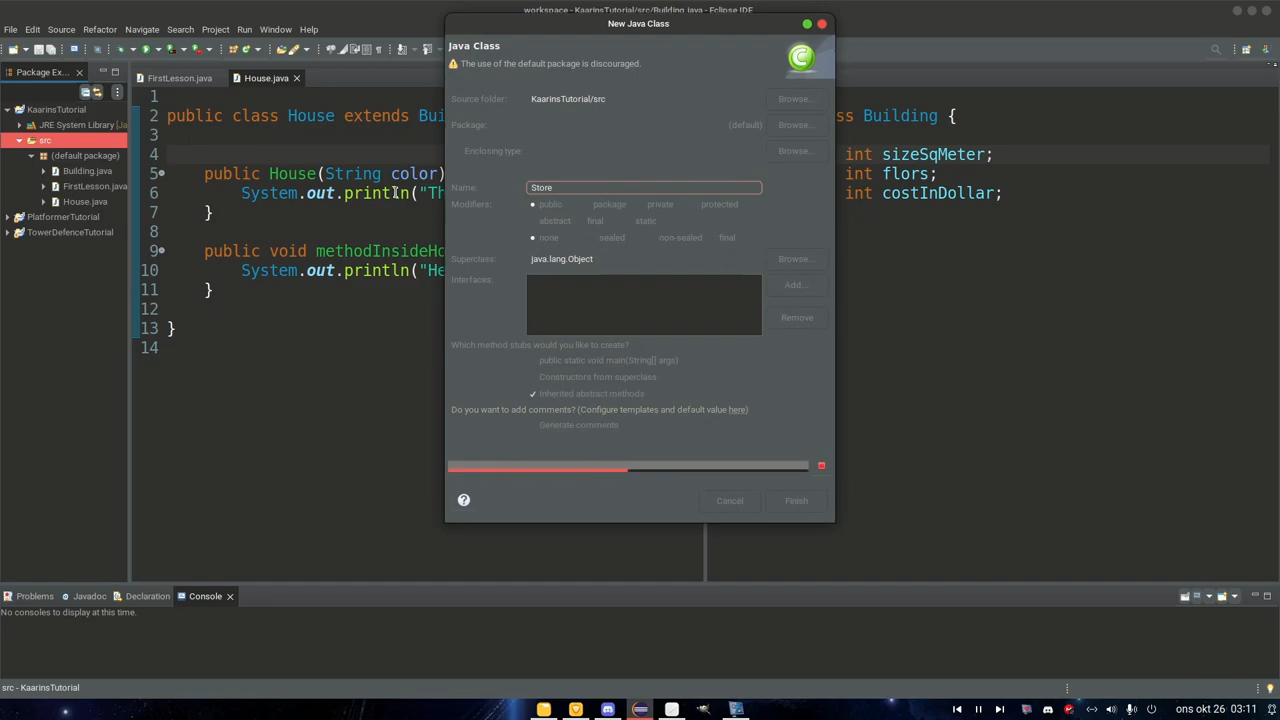 workspace - KaarinsTutorial/src/Building.java - Eclipse IDE
File Edit Source Refactor Navigate Search Project Run Window Help
New Java Class
Java Class
The use of the default package is discouraged.
Source folder: KaarinsTutorial/src Browse...
Package: (default) Browse...
Enclosing type: Browse...
Name: Store
Modifiers: public package private protected
abstract final static
none sealed non-sealed final
Superclass: java.lang.Object Browse...
Interfaces: Add...
Remove
Which method stubs would you like to create?
public static void main(String[] args)
Constructors from superclass
Inherited abstract methods
Do you want to add comments? (Configure templates and default value here)
Generate comments
Cancel Finish
Package Ex...
KaarinsTutorial
JRE System Library [Ja
src
(default package)
Building.java
FirstLesson.java
House.java
PlatformerTutorial
TowerDefenceTutorial
FirstLesson.java House.java
1
2 public class House extends Bui
3
4
5 public House(String color)
6 System.out.println("Th
7 }
8
9 public void methodInsideHo
10 System.out.println("He
11 }
12
13 }
14
ss Building {
int sizeSqMeter;
int flors;
int costInDollar;
Problems Javadoc Declaration Console
No consoles to display at this time.
src - KaarinsTutorial
ons okt 26 03:11